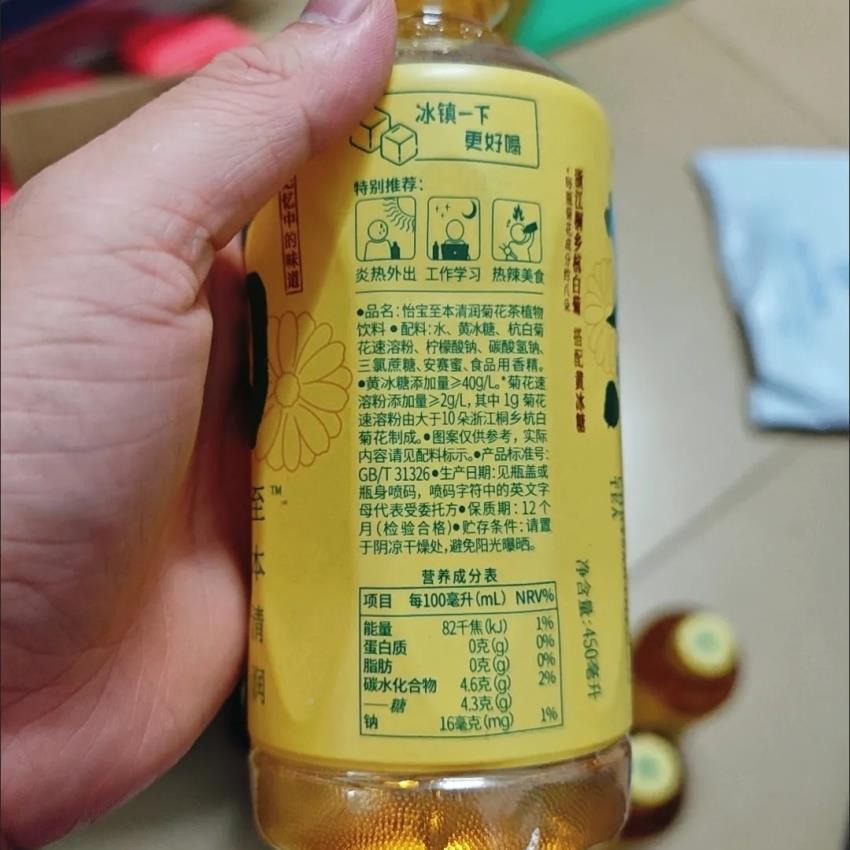 冰镇一下
更好喝
特别推荐：
炎热外出 工作学习 热辣美食
●品名：怡宝至本清润菊花茶植物
饮料 ●配料：水、黄冰糖、杭白菊
花速溶粉、柠檬酸钠、碳酸氢钠、
三氯蔗糖、安赛蜜、食品用香精。
●黄冰糖添加量≥40g/L。*菊花速
溶粉添加量≥2g/L，其中1g菊花
速溶粉由大于10朵浙江桐乡杭白
菊花制成。●图案仅供参考，实际
内容请见配料标示。●产品标准号：
GB/T 31326●生产日期：见瓶盖或
瓶身喷码，喷码字符中的英文字
母代表受委托方●保质期：12个
月（检验合格）●贮存条件：请置
于阴凉干燥处，避免阳光曝晒。
营养成分表
项目 每100毫升(mL) NRV%
能量 82千焦(kJ) 1%
蛋白质 0克(g) 0%
脂肪 0克(g) 0%
碳水化合物 4.6克(g) 2%
——糖 4.3克(g)
钠 16毫克(mg) 1%
忆中的味道
至本清润
TM
浙江桐乡杭白菊 搭配黄冰糖
净含量：450毫升